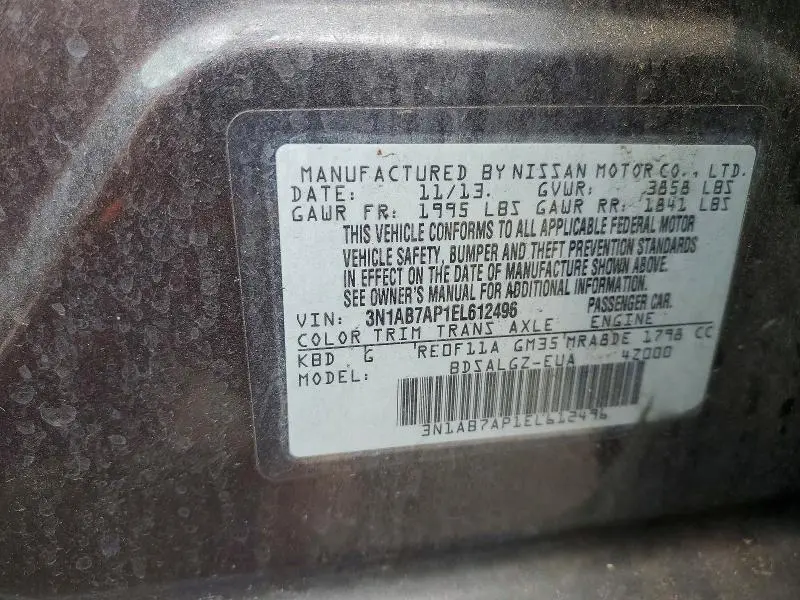 MANUFACTURED BY NISSAN MOTOR CO., LTD.
DATE: 11/13. GVWR: 3858 LBS
GAWR FR: 1995 LBS GAWR RR: 1841 LBS
THIS VEHICLE CONFORMS TO ALL APPLICABLE FEDERAL MOTOR
VEHICLE SAFETY, BUMPER AND THEFT PREVENTION STANDARDS
IN EFFECT ON THE DATE OF MANUFACTURE SHOWN ABOVE.
SEE OWNER'S MANUAL FOR ADDITIONAL INFORMATION.
VIN: 3N1AB7AP1EL612496 PASSENGER CAR.
COLOR TRIM TRANS AXLE ENGINE
KBD G RE0F11A GM35 MRA8DE 1798 CC
MODEL: BDSALGZ-EUA 4Z000
3N1AB7AP1EL612496